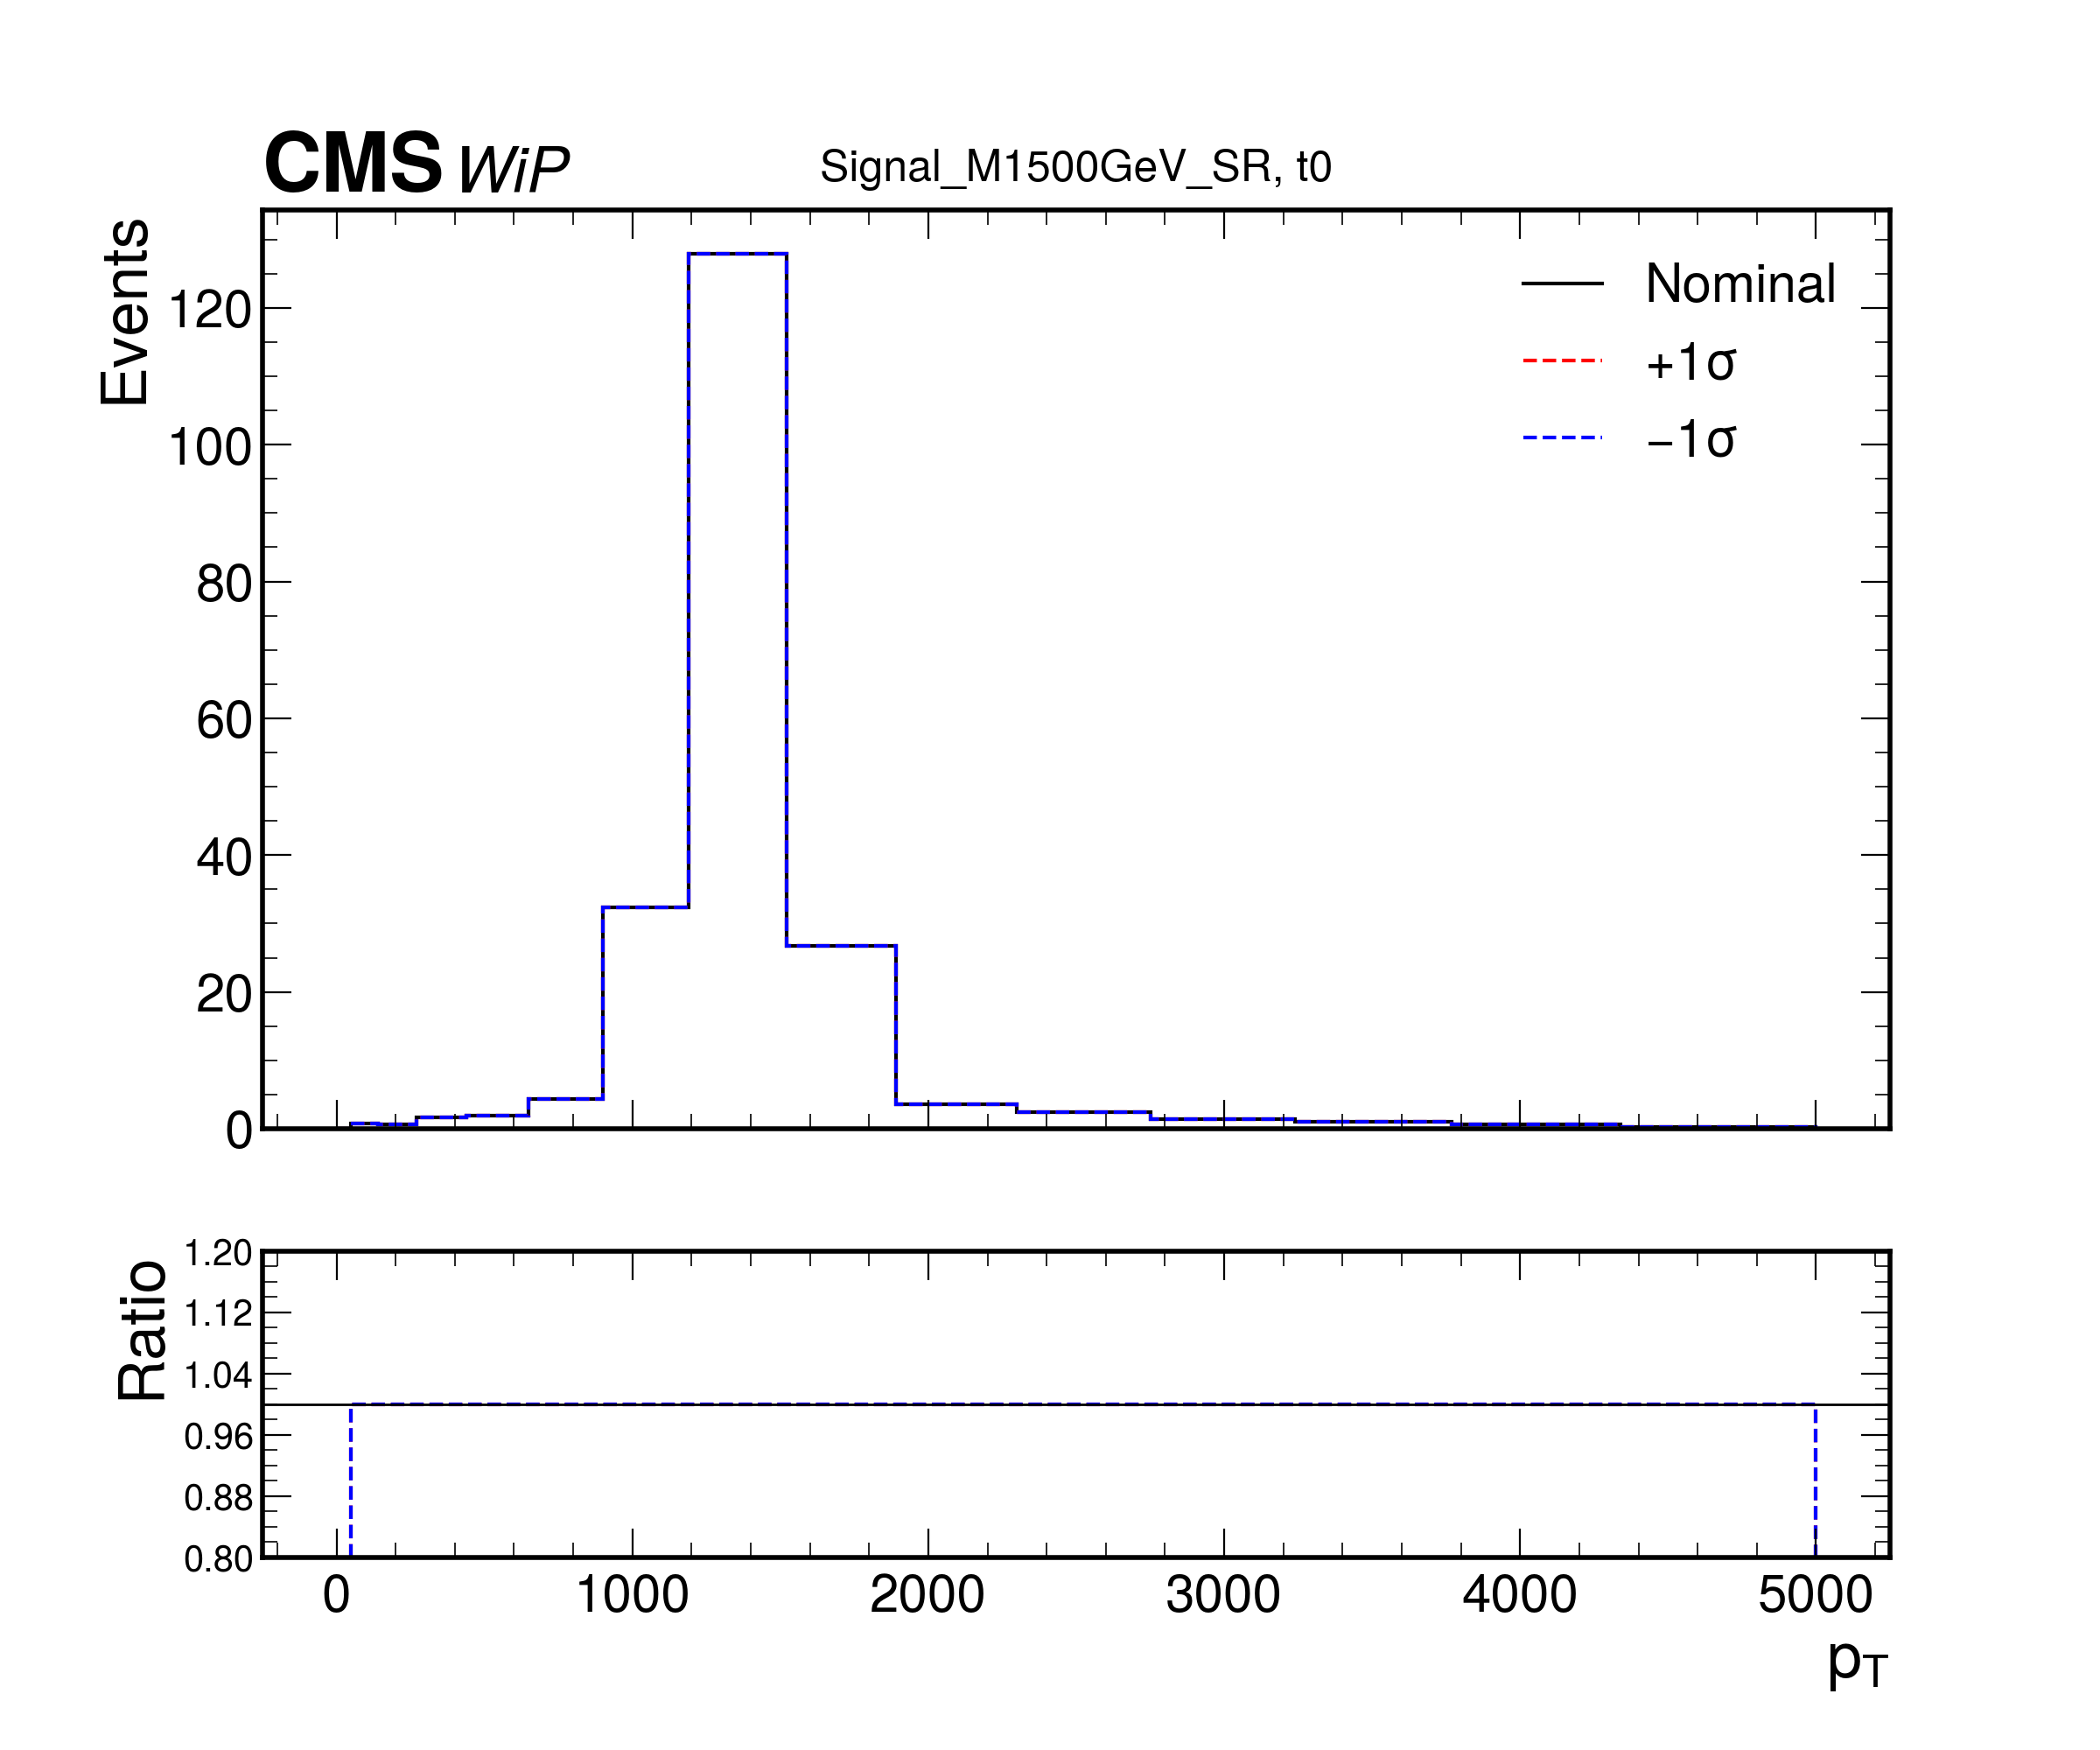 CMS WiP Signal_M1500GeV_SR, t0
Events
120
100
80
60
40
20
0
Nominal
+1σ
−1σ
Ratio
1.20
1.12
1.04
0.96
0.88
0.80
0 1000 2000 3000 4000 5000
pT